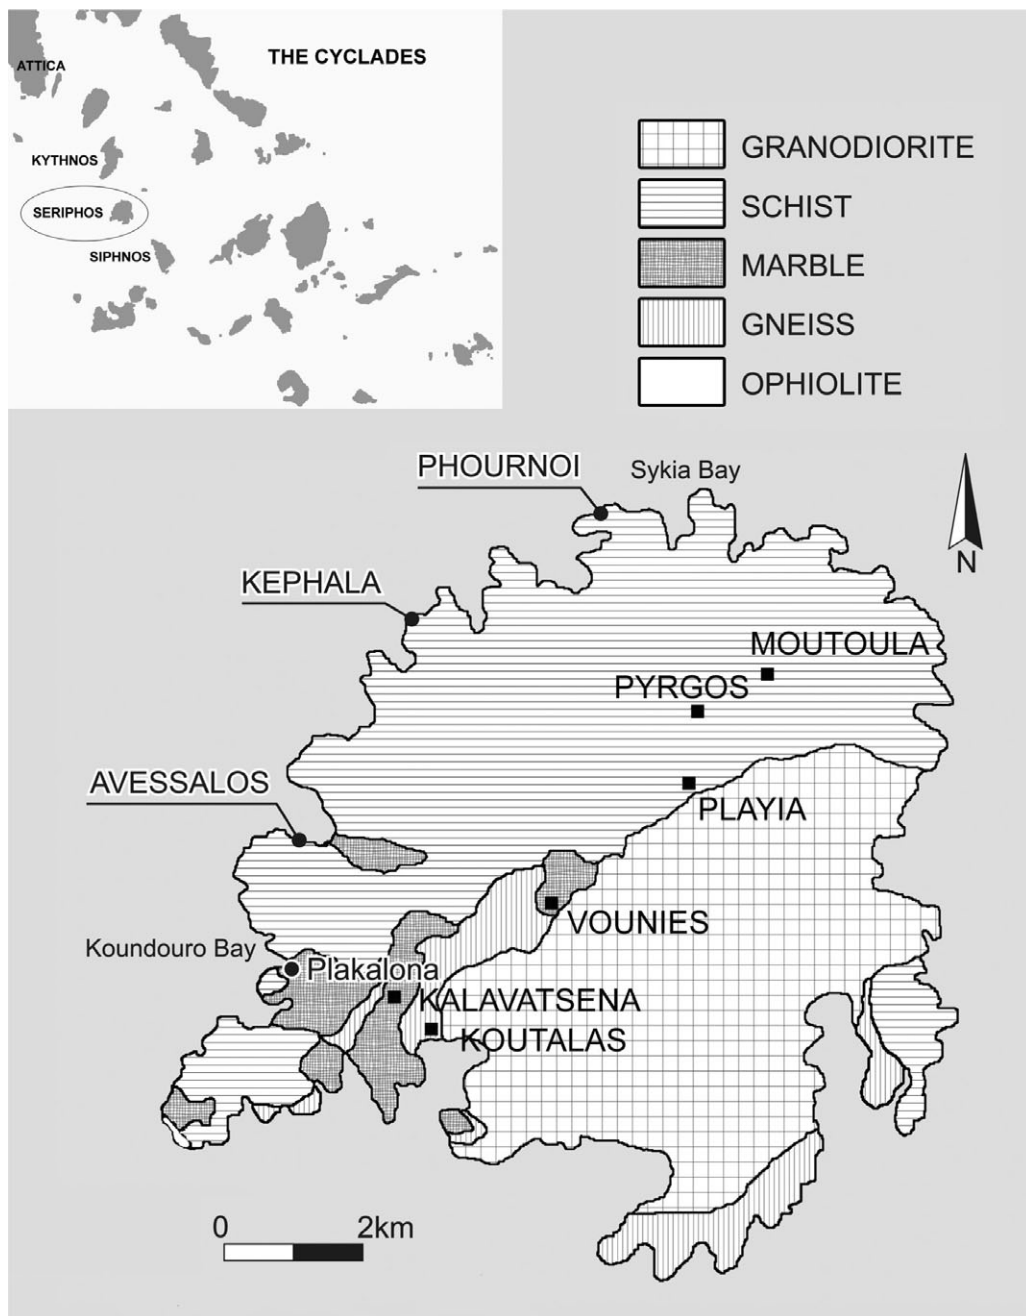 THE CYCLADES
ATTICA
KYTHNOS
SERIPHOS
SIPHNOS
GRANODIORITE
SCHIST
MARBLE
GNEISS
OPHIOLITE
PHOURNOI
Sykia Bay
N
KEPHALA
MOUTOULA
PYRGOS
AVESSALOS
PLAYIA
VOUNIES
Koundouro Bay
Plakalona
KALAVATSENA
KOUTALAS
0 2km